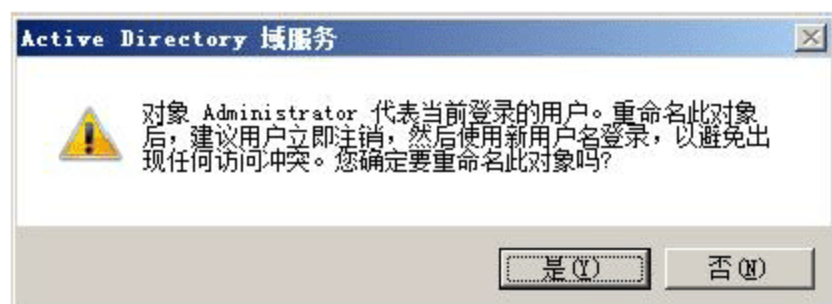 Active Directory 域服务
对象 Administrator 代表当前登录的用户。重命名此对象
后，建议用户立即注销，然后使用新用户名登录，以避免出
现任何访问冲突。您确定要重命名此对象吗?
是(Y)
否(N)